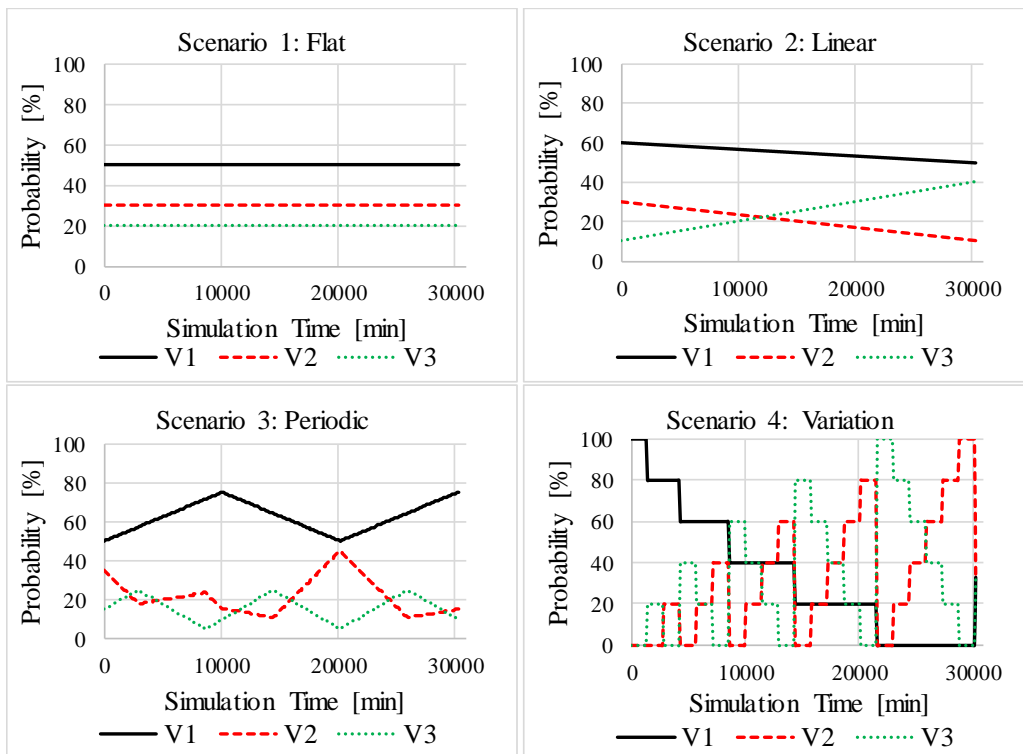 Scenario 1: Flat
100
80
60
40
20
0
Probability [%]
0 10000 20000 30000
Simulation Time [min]
V1 V2 V3
Scenario 2: Linear
100
80
60
40
20
0
Probability [%]
0 10000 20000 30000
Simulation Time [min]
V1 V2 V3
Scenario 3: Periodic
100
80
60
40
20
0
Probability [%]
0 10000 20000 30000
Simulation Time [min]
V1 V2 V3
Scenario 4: Variation
100
80
60
40
20
0
Probability [%]
0 10000 20000 30000
Simulation Time [min]
V1 V2 V3